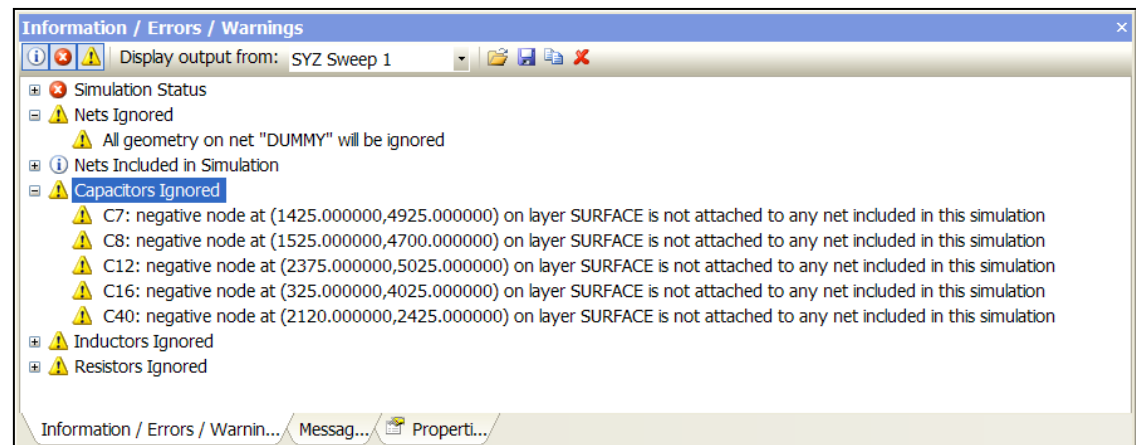 Information / Errors / Warnings
Display output from: SYZ Sweep 1
Simulation Status
Nets Ignored
All geometry on net "DUMMY" will be ignored
Nets Included in Simulation
Capacitors Ignored
C7: negative node at (1425.000000,4925.000000) on layer SURFACE is not attached to any net included in this simulation
C8: negative node at (1525.000000,4700.000000) on layer SURFACE is not attached to any net included in this simulation
C12: negative node at (2375.000000,5025.000000) on layer SURFACE is not attached to any net included in this simulation
C16: negative node at (325.000000,4025.000000) on layer SURFACE is not attached to any net included in this simulation
C40: negative node at (2120.000000,2425.000000) on layer SURFACE is not attached to any net included in this simulation
Inductors Ignored
Resistors Ignored
Information / Errors / Warnin... Messag... Properti...